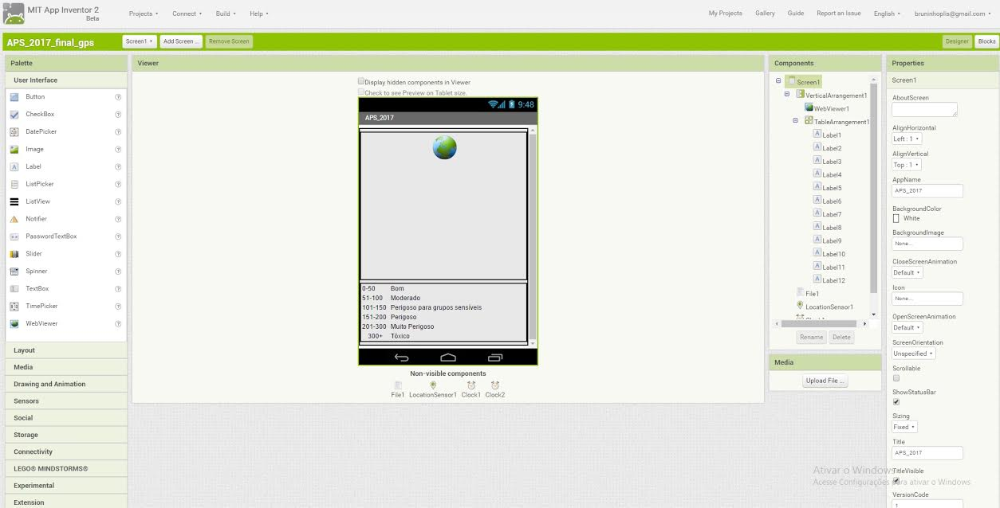 MIT App Inventor 2
Beta
Projects Connect Build Help
My Projects Gallery Guide Report an Issue English bruninhoplis@gmail.com
APS_2017_final_gps
Screen1 Add Screen ... Remove Screen
Designer Blocks
Palette
User Interface
Button
CheckBox
DatePicker
Image
Label
ListPicker
ListView
Notifier
PasswordTextBox
Slider
Spinner
TextBox
TimePicker
WebViewer
Layout
Media
Drawing and Animation
Sensors
Social
Storage
Connectivity
LEGO® MINDSTORMS®
Experimental
Extension
Viewer
Display hidden components in Viewer
Check to see Preview on Tablet size.
9:48
APS_2017
0-50 Bom
51-100 Moderado
101-150 Perigoso para grupos sensíveis
151-200 Perigoso
201-300 Muito Perigoso
300+ Tóxico
Non-visible components
File1 LocationSensor1 Clock1 Clock2
Components
Screen1
VerticalArrangement1
WebViewer1
TableArrangement1
Label1
Label2
Label3
Label4
Label5
Label6
Label7
Label8
Label9
Label10
Label11
Label12
File1
LocationSensor1
Rename Delete
Media
Upload File ...
Properties
Screen1
AboutScreen
AlignHorizontal
Left : 1
AlignVertical
Top : 1
AppName
APS_2017
BackgroundColor
White
BackgroundImage
None...
CloseScreenAnimation
Default
Icon
None...
OpenScreenAnimation
Default
ScreenOrientation
Unspecified
Scrollable
ShowStatusBar
Sizing
Fixed
Title
APS_2017
TitleVisible
VersionCode
1
Ativar o Windows
Acesse Configurações para ativar o Windows.